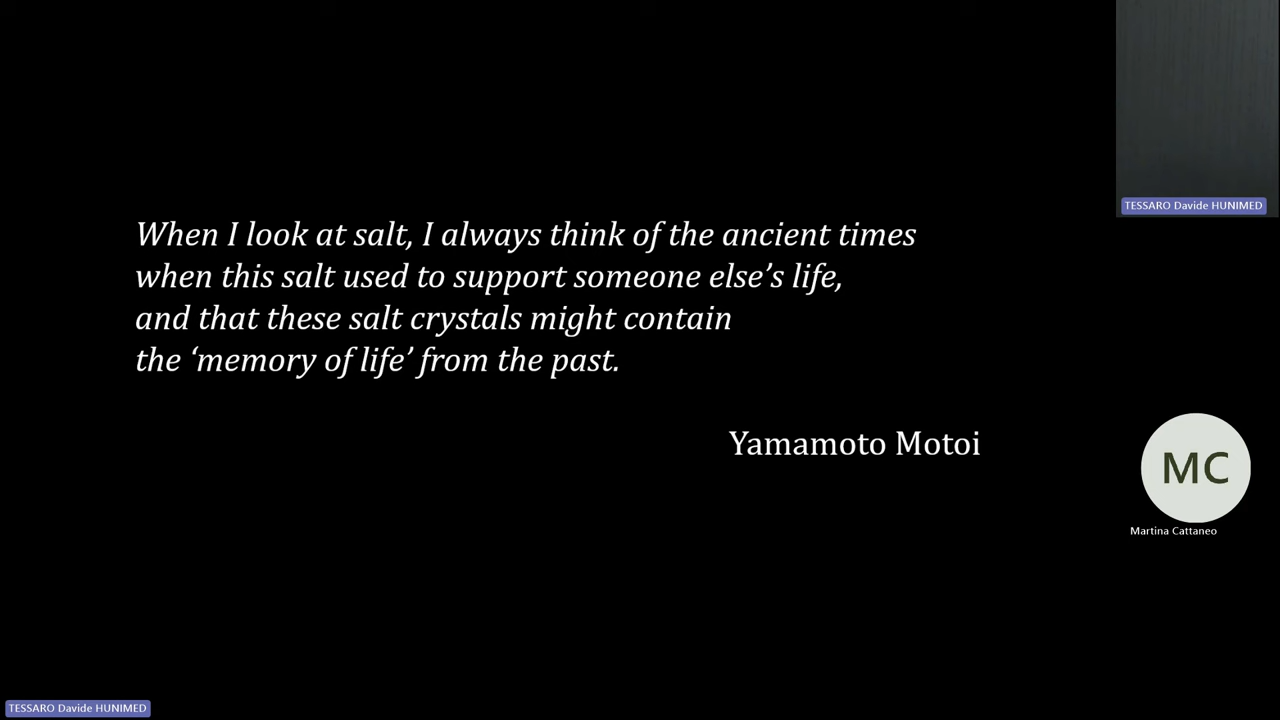 TESSARO Davide HUNIMED
When I look at salt, I always think of the ancient times
when this salt used to support someone else’s life,
and that these salt crystals might contain
the ‘memory of life’ from the past.
Yamamoto Motoi
MC
Martina Cattaneo
TESSARO Davide HUNIMED